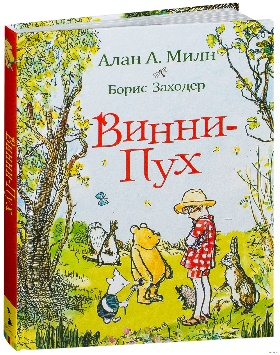 Алан А. Милн
Борис Заходер
Винни-
Пух
Винни-Пух